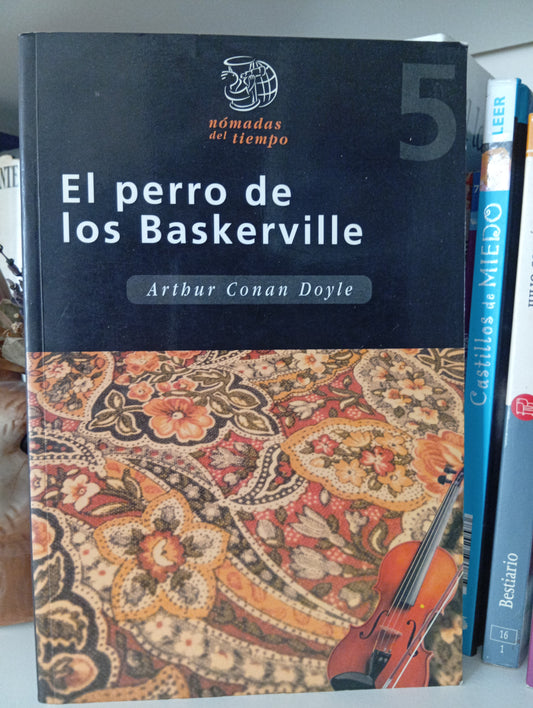 nómadas
del tiempo
5
El perro de
los Baskerville
Arthur Conan Doyle
LEER
Castillos de MIEDO
Bestiario
16
1